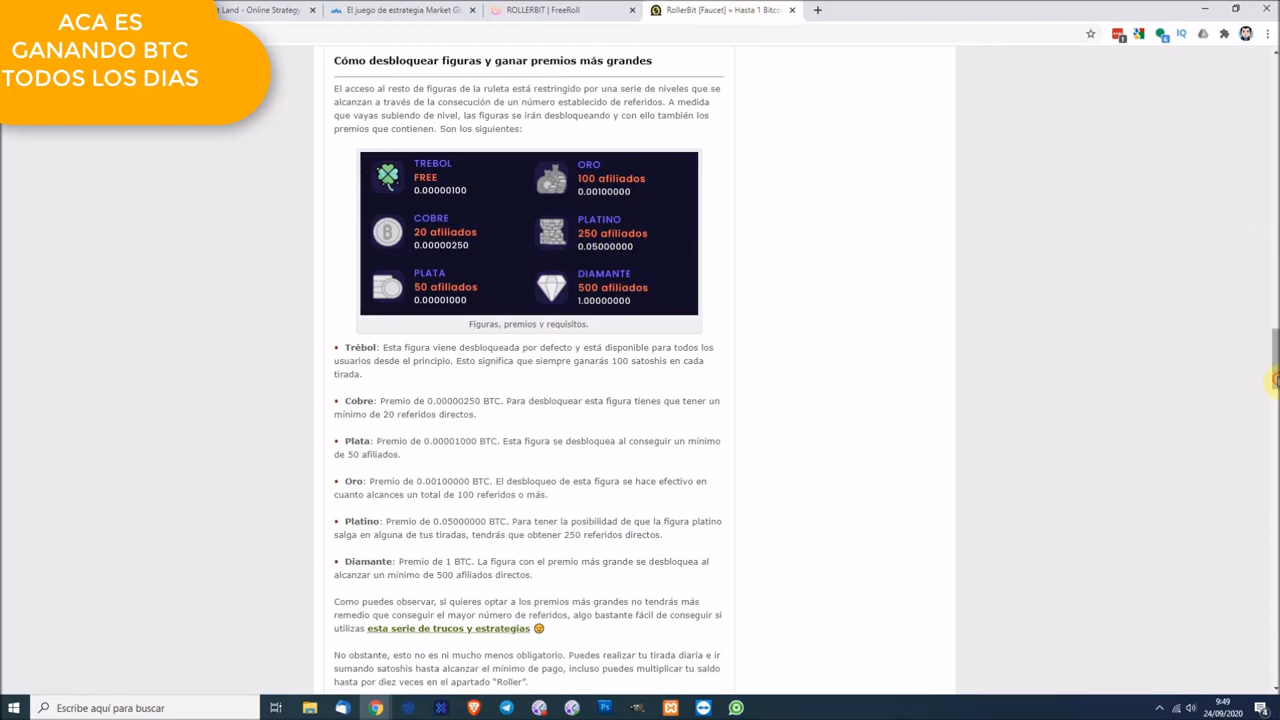 ACA ES
GANANDO BTC
TODOS LOS DIAS
t Land - Online Strategy
El juego de estrategia Market Gl
ROLLERBIT | FreeRoll
RollerBit [Faucet] » Hasta 1 Bitco
Cómo desbloquear figuras y ganar premios más grandes
El acceso al resto de figuras de la ruleta está restringido por una serie de niveles que se
alcanzan a través de la consecución de un número establecido de referidos. A medida
que vayas subiendo de nivel, las figuras se irán desbloqueando y con ello también los
premios que contienen. Son los siguientes:
TREBOL
FREE
0.00000100
ORO
100 afiliados
0.00100000
COBRE
20 afiliados
0.00000250
PLATINO
250 afiliados
0.05000000
PLATA
50 afiliados
0.00001000
DIAMANTE
500 afiliados
1.00000000
Figuras, premios y requisitos.
• Trébol: Esta figura viene desbloqueada por defecto y está disponible para todos los
usuarios desde el principio. Esto significa que siempre ganarás 100 satoshis en cada
tirada.
• Cobre: Premio de 0.00000250 BTC. Para desbloquear esta figura tienes que tener un
mínimo de 20 referidos directos.
• Plata: Premio de 0.00001000 BTC. Esta figura se desbloquea al conseguir un mínimo
de 50 afiliados.
• Oro: Premio de 0.00100000 BTC. El desbloqueo de esta figura se hace efectivo en
cuanto alcances un total de 100 referidos o más.
• Platino: Premio de 0.05000000 BTC. Para tener la posibilidad de que la figura platino
salga en alguna de tus tiradas, tendrás que obtener 250 referidos directos.
• Diamante: Premio de 1 BTC. La figura con el premio más grande se desbloquea al
alcanzar un mínimo de 500 afiliados directos.
Como puedes observar, si quieres optar a los premios más grandes no tendrás más
remedio que conseguir el mayor número de referidos, algo bastante fácil de conseguir si
utilizas esta serie de trucos y estrategias
No obstante, esto no es ni mucho menos obligatorio. Puedes realizar tu tirada diaria e ir
sumando satoshis hasta alcanzar el mínimo de pago, incluso puedes multiplicar tu saldo
hasta por diez veces en el apartado “Roller”.
Escribe aquí para buscar
9:49
24/09/2020